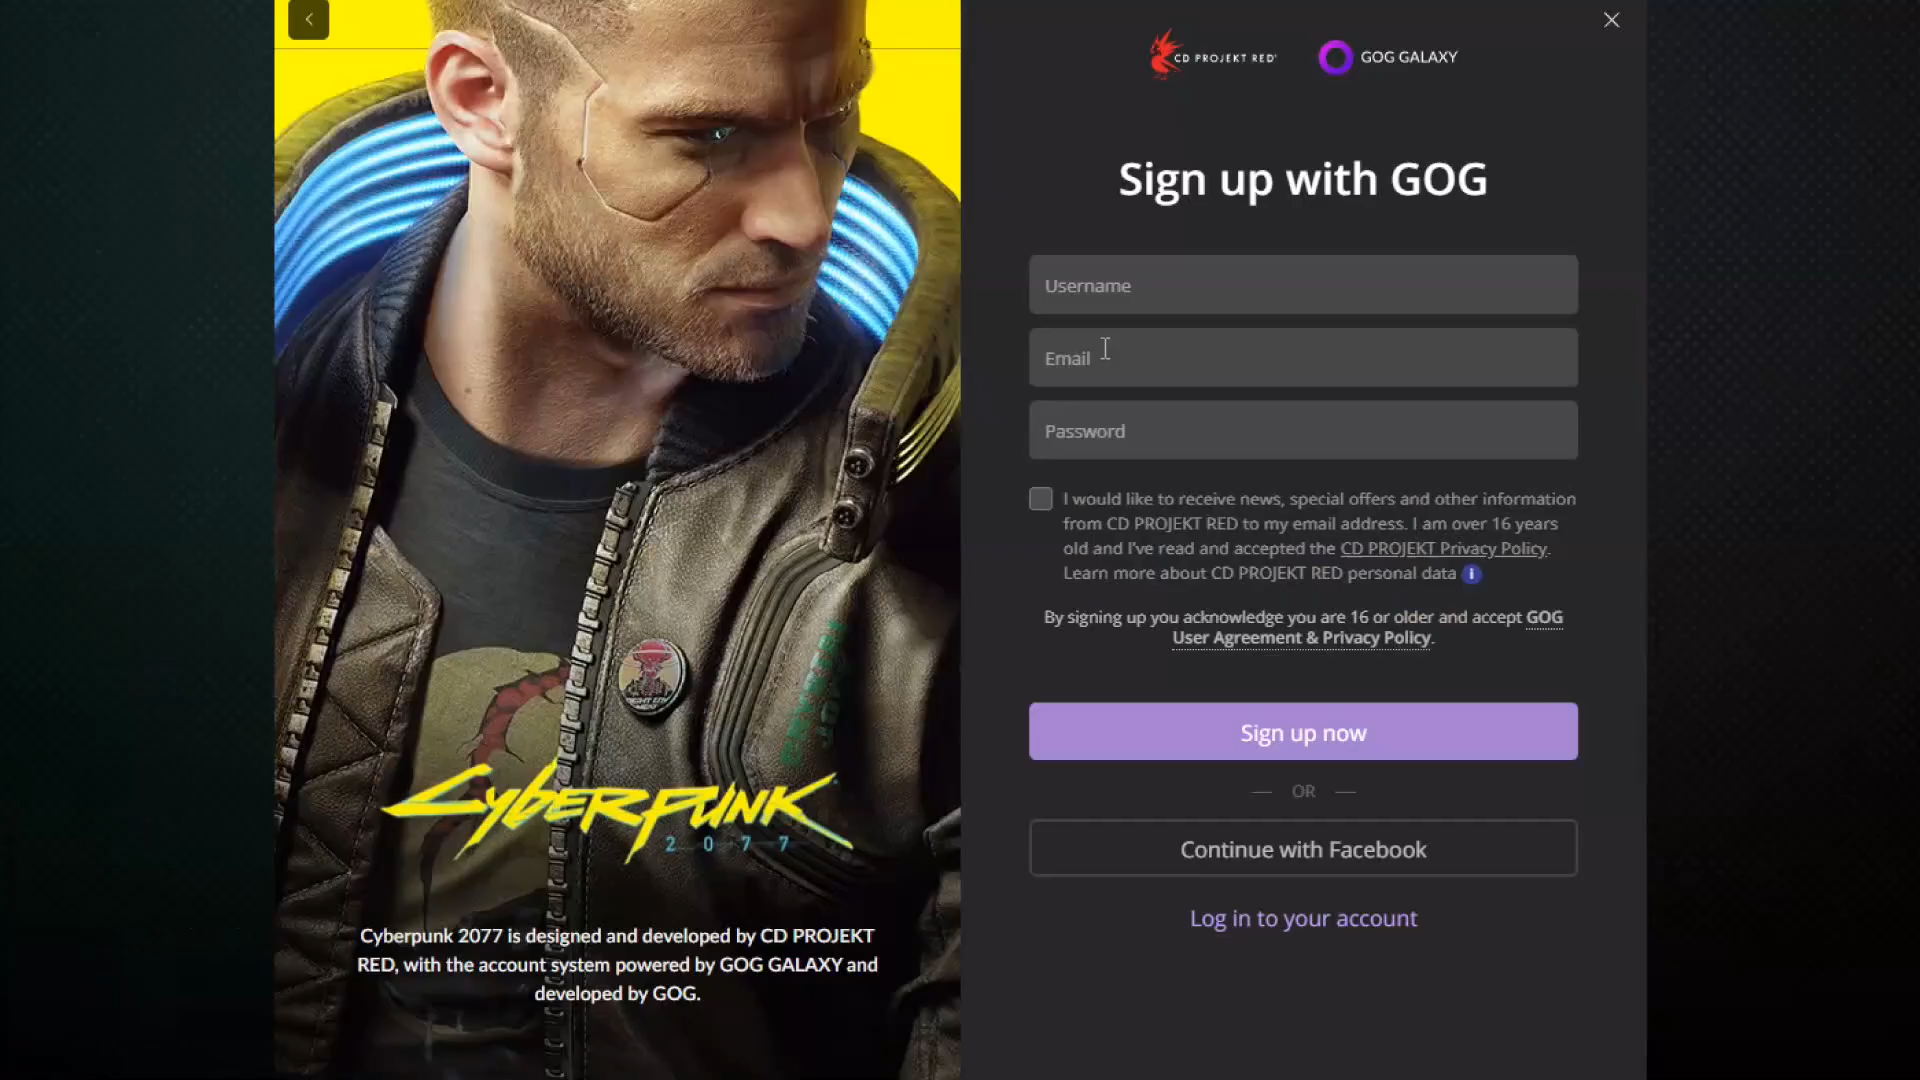 CD PROJEKT RED
GOG GALAXY
Sign up with GOG
Username
Email
Password
I would like to receive news, special offers and other information
from CD PROJEKT RED to my email address. I am over 16 years
old and I've read and accepted the CD PROJEKT Privacy Policy.
Learn more about CD PROJEKT RED personal data
By signing up you acknowledge you are 16 or older and accept GOG
User Agreement & Privacy Policy.
Sign up now
OR
Continue with Facebook
Log in to your account
CYBERPUNK
2077
Cyberpunk 2077 is designed and developed by CD PROJEKT
RED, with the account system powered by GOG GALAXY and
developed by GOG.